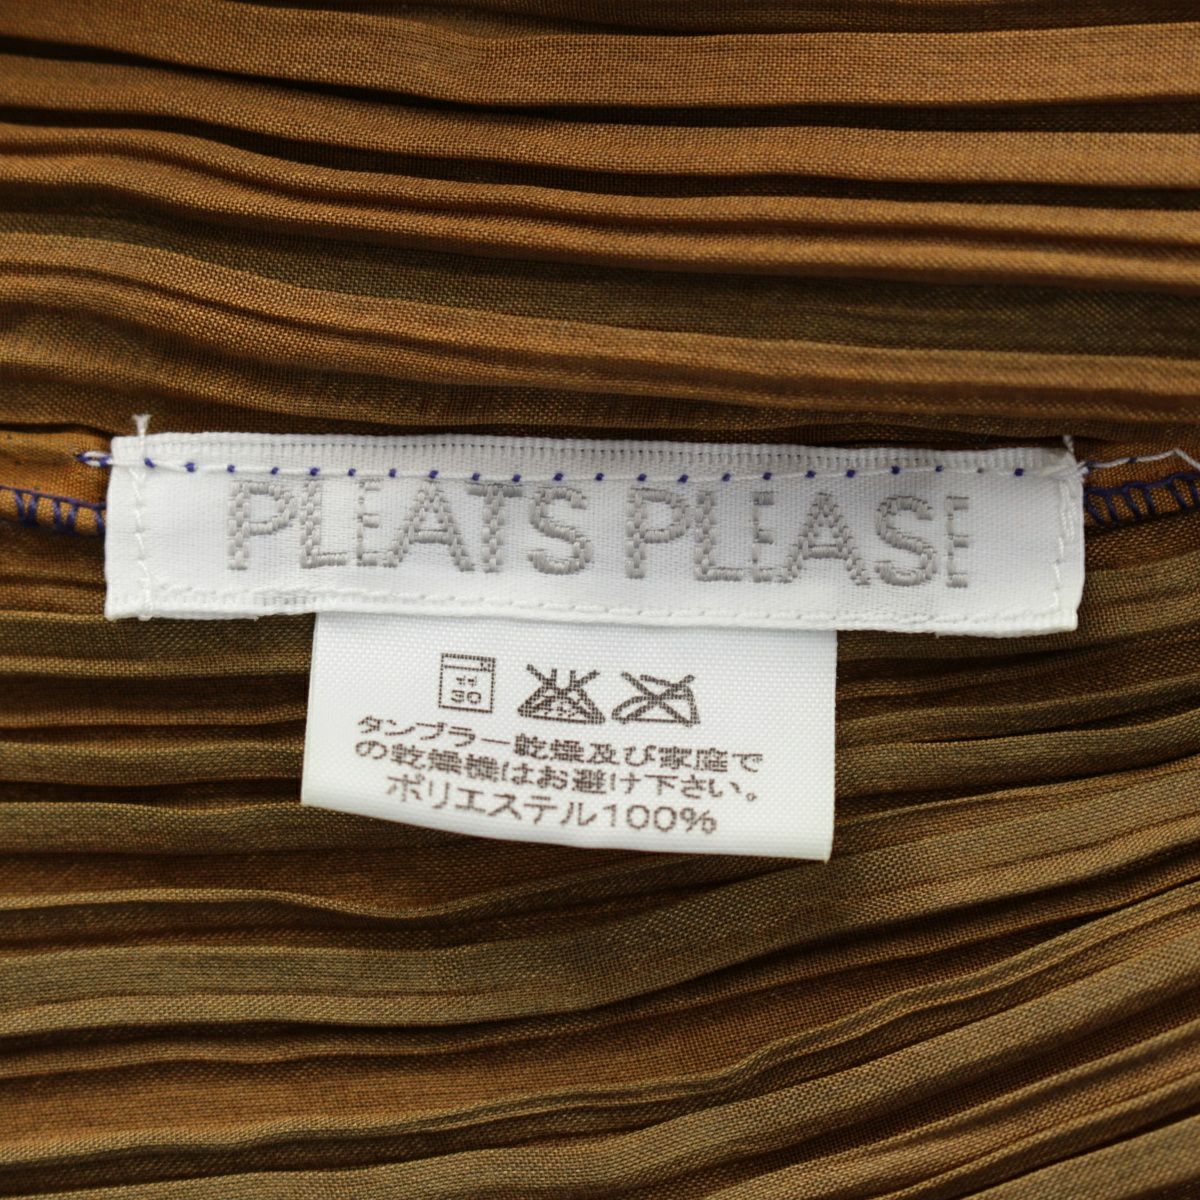 PLEATS PLEASE
30
タンブラー乾燥及び家庭で
の乾燥機はお避け下さい。
ポリエステル100%